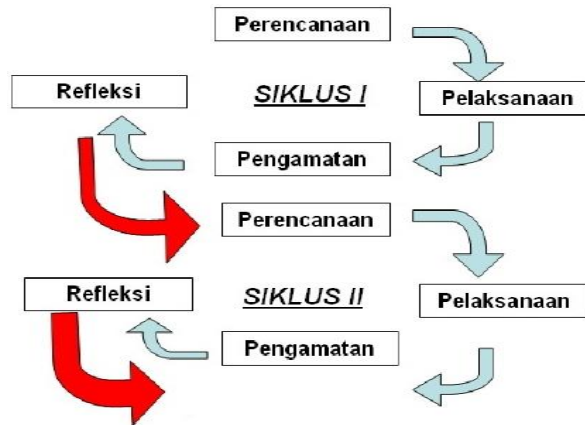 Perencanaan
Refleksi
SIKLUS I
Pelaksanaan
Pengamatan
Perencanaan
Refleksi
SIKLUS II
Pelaksanaan
Pengamatan